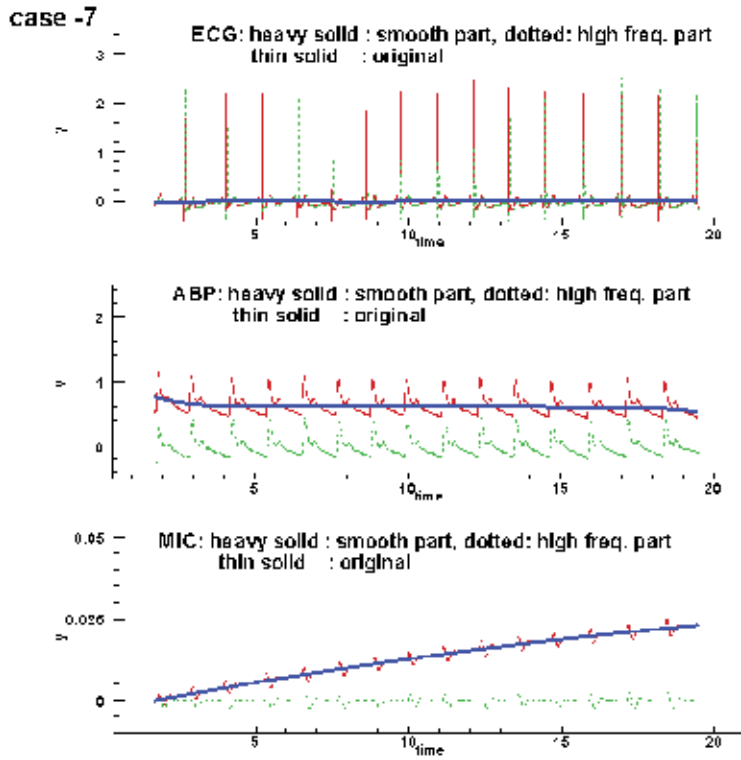 case -7
ECG: heavy solid : smooth part, dotted: high freq. part
thin solid : original
3
2
1
0
y
5
10
time
15
20
ABP: heavy solid : smooth part, dotted: high freq. part
thin solid : original
2
1
0
y
5
10
time
15
20
MIC: heavy solid : smooth part, dotted: high freq. part
thin solid : original
0.05
0.025
0
y
5
10
time
15
20